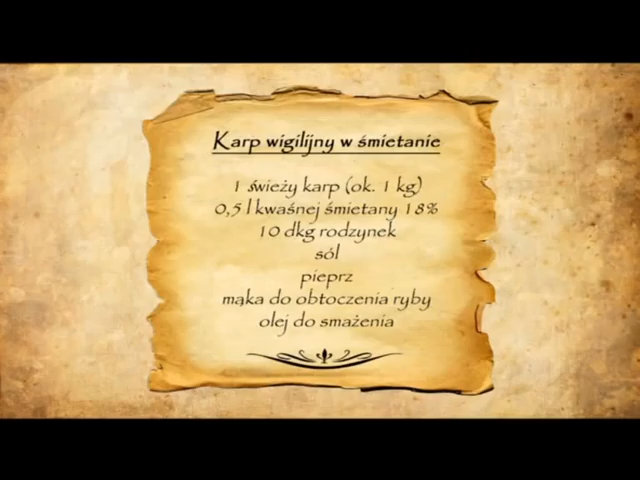 Karp wigilijny w śmietanie
1 świeży karp (ok. 1 kg)
0,5 l kwaśnej śmietany 18%
10 dkg rodzynek
sól
pieprz
mąka do obtoczenia ryby
olej do smażenia